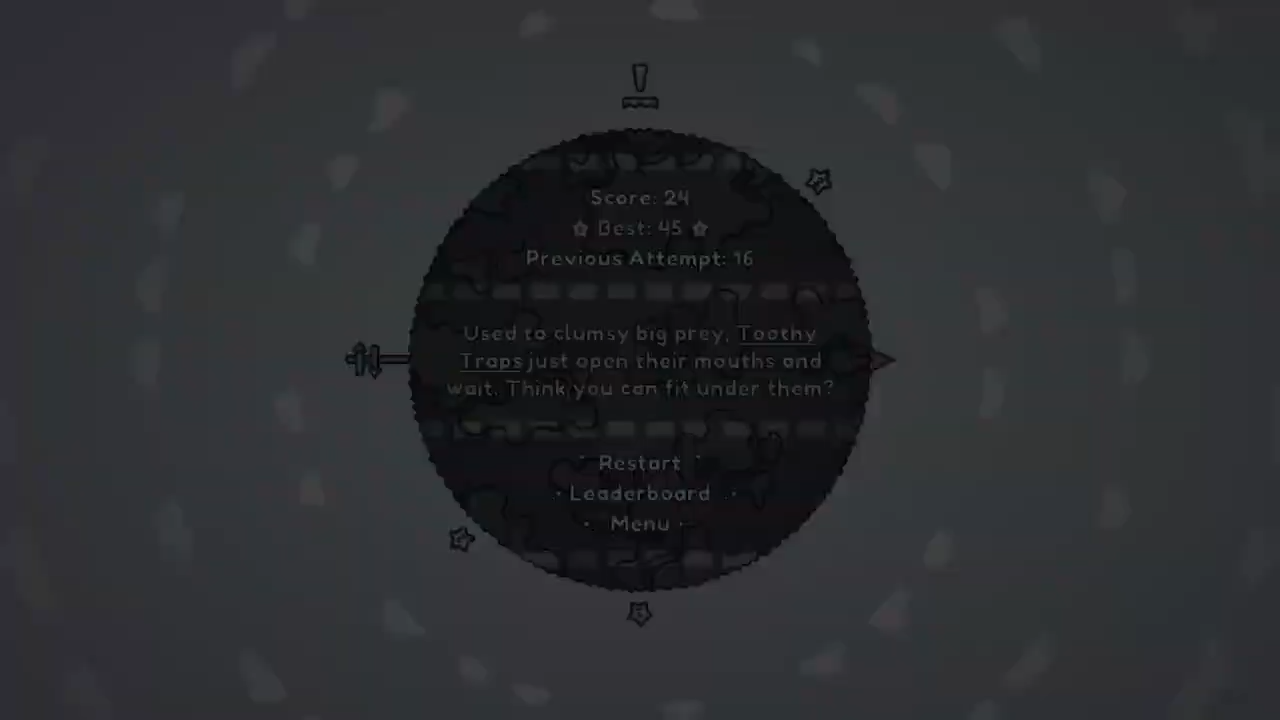 Score: 24
Best: 45
Previous Attempt: 16
Used to clumsy big prey, Toothy
Traps just open their mouths and
wait. Think you can fit under them?
Restart
Leaderboard
Menu